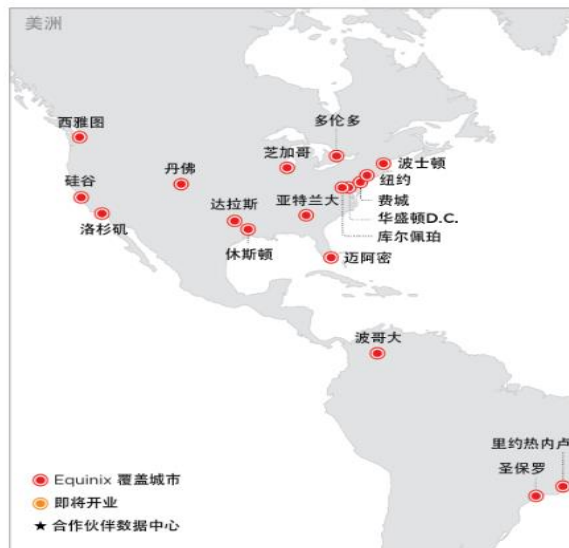 美洲
多伦多
西雅图
芝加哥
波士顿
丹佛
纽约
硅谷
达拉斯
亚特兰大
费城
洛杉矶
华盛顿D.C.
休斯顿
库尔佩珀
迈阿密
波哥大
里约热内卢
圣保罗
Equinix 覆盖城市
即将开业
合作伙伴数据中心